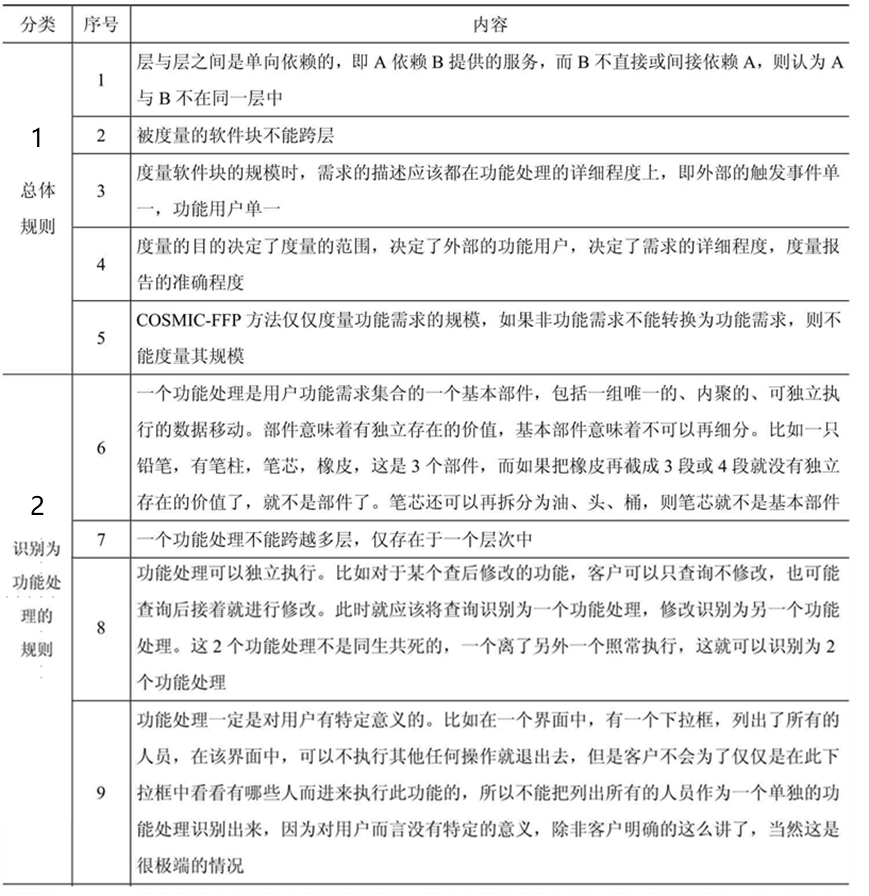 分类 序号 内容
1
总体
规则
1
层与层之间是单向依赖的，即 A 依赖 B 提供的服务，而 B 不直接或间接依赖 A，则认为 A
与 B 不在同一层中
2
被度量的软件块不能跨层
3
度量软件块的规模时，需求的描述应该都在功能处理的详细程度上，即外部的触发事件单
一，功能用户单一
4
度量的目的决定了度量的范围，决定了外部的功能用户，决定了需求的详细程度，度量报
告的准确程度
5
COSMIC-FFP 方法仅仅度量功能需求的规模，如果非功能需求不能转换为功能需求，则不
能度量其规模
2
识别为
功能处
理的
规则
6
一个功能处理是用户功能需求集合的一个基本部件，包括一组唯一的、内聚的、可独立执
行的数据移动。部件意味着有独立存在的价值，基本部件意味着不可以再细分。比如一只
铅笔，有笔柱，笔芯，橡皮，这是 3 个部件，而如果把橡皮再截成 3 段或 4 段就没有独立
存在的价值了，就不是部件了。笔芯还可以再拆分为油、头、桶，则笔芯就不是基本部件
7
一个功能处理不能跨越多层，仅存在于一个层次中
8
功能处理可以独立执行。比如对于某个查后修改的功能，客户可以只查询不修改，也可能
查询后接着就进行修改。此时就应该将查询识别为一个功能处理，修改识别为另一个功能
处理。这 2 个功能处理不是同生共死的，一个离了另外一个照常执行，这就可以识别为 2
个功能处理
9
功能处理一定是对用户有特定意义的。比如在一个界面中，有一个下拉框，列出了所有的
人员，在该界面中，可以不执行其他任何操作就退出去，但是客户不会为了仅仅是在此下
拉框中看看有哪些人而进来执行此功能的，所以不能把列出所有的人员作为一个单独的功
能处理识别出来，因为对用户而言没有特定的意义，除非客户明确的这么讲了，当然这是
很极端的情况